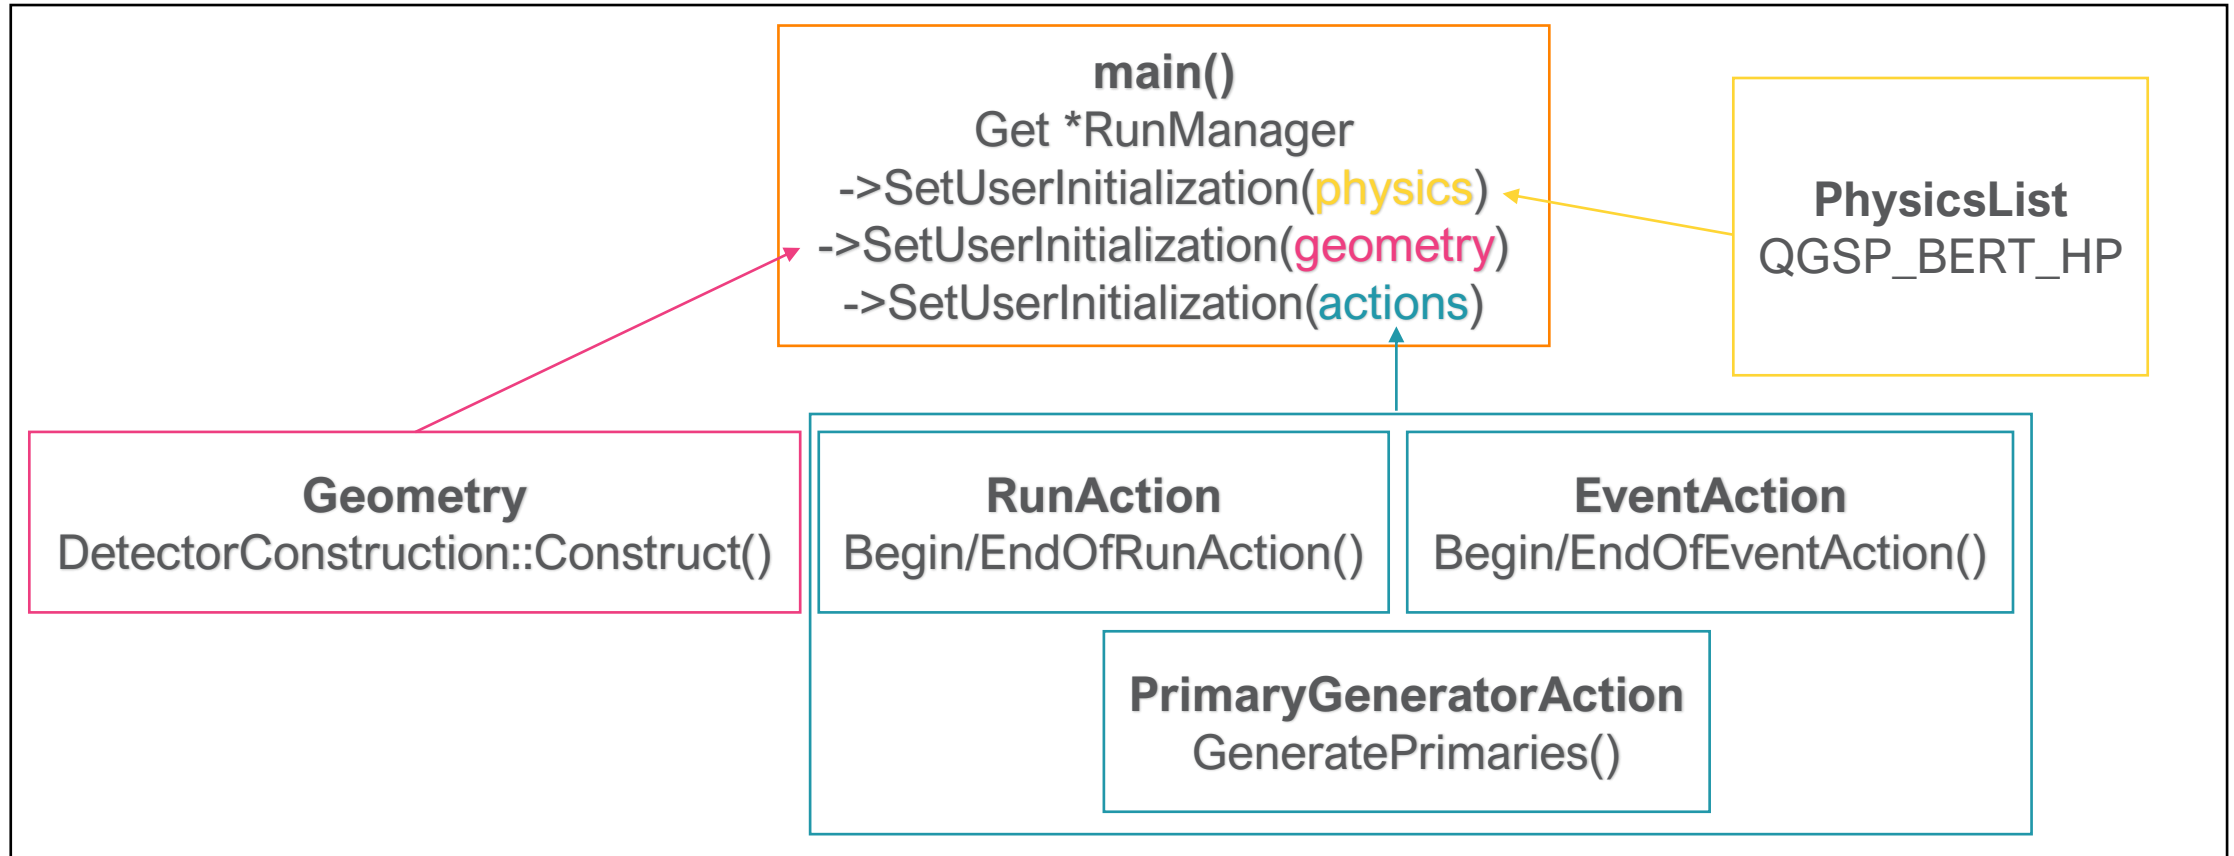 main()
Get *RunManager
->SetUserInitialization(physics)
->SetUserInitialization(geometry)
->SetUserInitialization(actions)
PhysicsList
QGSP_BERT_HP
Geometry
DetectorConstruction::Construct()
RunAction
Begin/EndOfRunAction()
EventAction
Begin/EndOfEventAction()
PrimaryGeneratorAction
GeneratePrimaries()